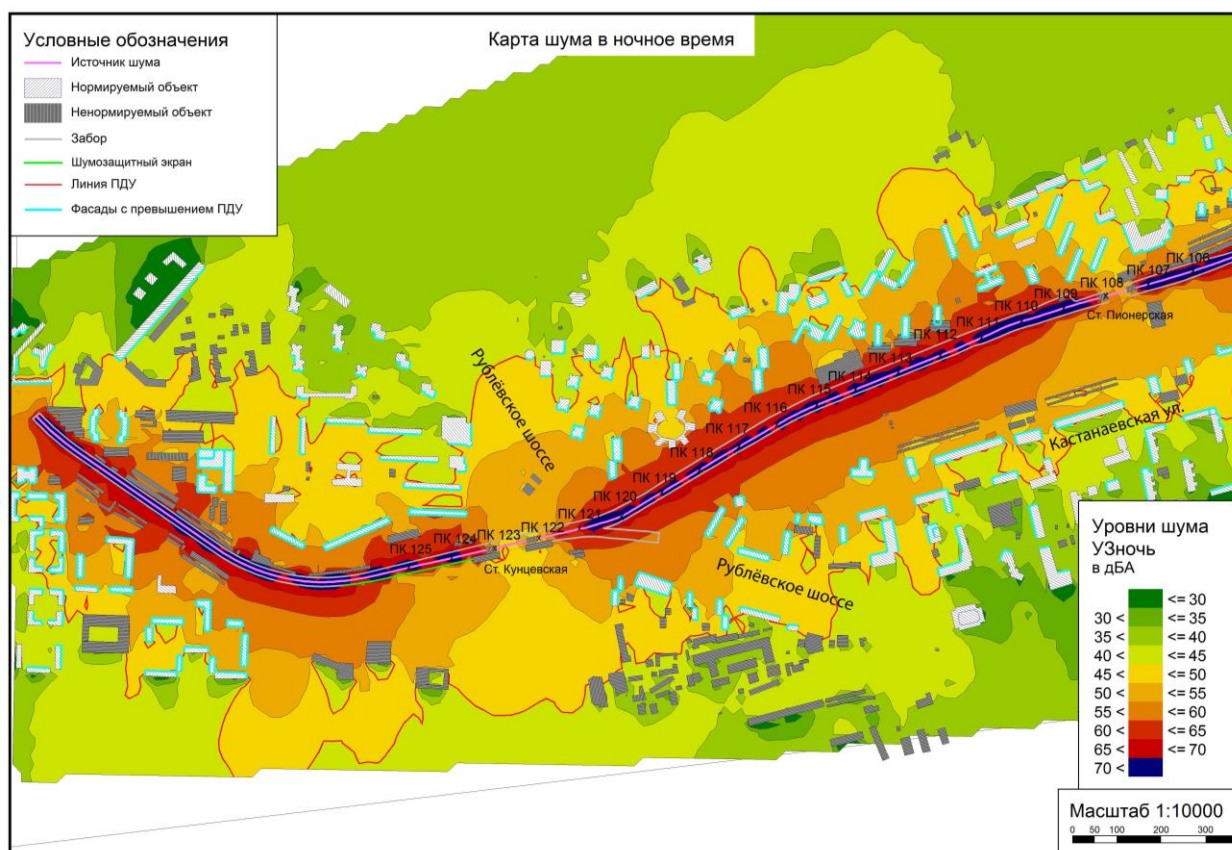 Условные обозначения
Источник шума
Нормируемый объект
Ненормируемый объект
Забор
Шумозащитный экран
Линия ПДУ
Фасады с превышением ПДУ
Карта шума в ночное время
ПК 106
ПК 107
ПК 108
Ст. Пионерская
ПК 109
ПК 110
ПК 111
ПК 112
ПК 113
ПК 114
ПК 115
ПК 116
ПК 117
ПК 118
ПК 119
ПК 120
ПК 121
ПК 122
ПК 123
ПК 124
ПК 125
Ст. Кунцевская
Рублёвское шоссе
Рублёвское шоссе
Кастанаевская ул.
Уровни шума
УЗночь
в дБА
<= 30
30 < <= 35
35 < <= 40
40 < <= 45
45 < <= 50
50 < <= 55
55 < <= 60
60 < <= 65
65 < <= 70
70 <
Масштаб 1:10000
0 50 100 200 300